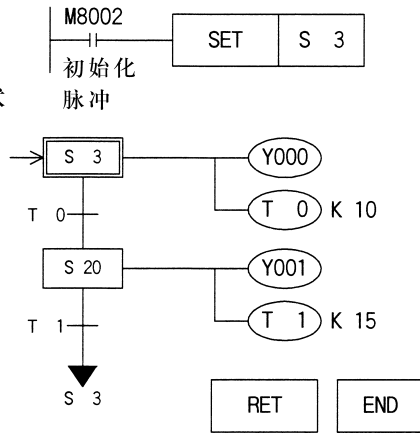 M8002
SET S 3
初始化
脉冲
S 3
Y000
T 0 K 10
T 0
S 20
Y001
T 1 K 15
T 1
S 3
RET END